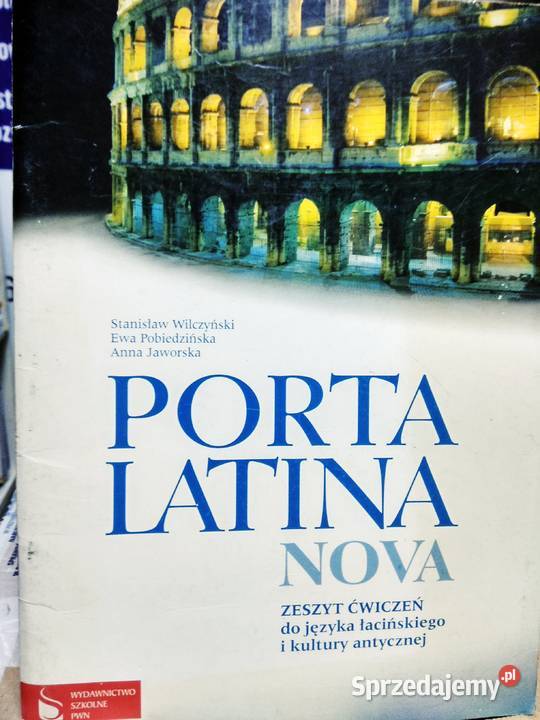 Stanisław Wilczyński
Ewa Pobiedzińska
Anna Jaworska
PORTA
LATINA
NOVA
ZESZYT ĆWICZEŃ
do języka łacińskiego
i kultury antycznej
WYDAWNICTWO
SZKOLNE
PWN
Sprzedajemy.pl